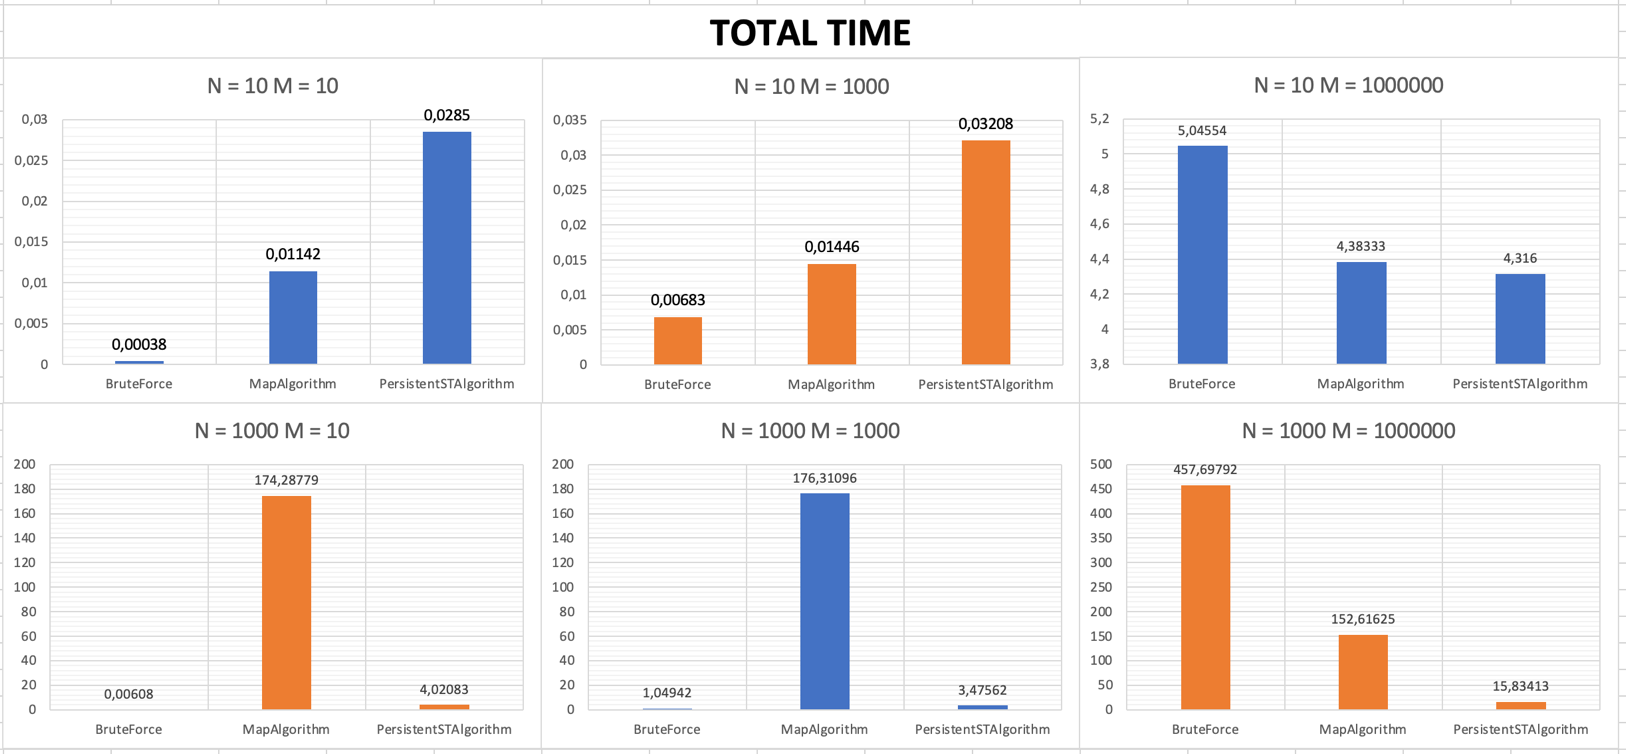 TOTAL TIME
N = 10 M = 10
0,03
0,025
0,02
0,015
0,01
0,005
0
0,00038
0,01142
0,0285
BruteForce
MapAlgorithm
PersistentSTAlgorithm
N = 10 M = 1000
0,035
0,03
0,025
0,02
0,015
0,01
0,005
0
0,00683
0,01446
0,03208
BruteForce
MapAlgorithm
PersistentSTAlgorithm
N = 10 M = 1000000
5,2
5
4,8
4,6
4,4
4,2
4
3,8
5,04554
4,38333
4,316
BruteForce
MapAlgorithm
PersistentSTAlgorithm
N = 1000 M = 10
200
180
160
140
120
100
80
60
40
20
0
0,00608
174,28779
4,02083
BruteForce
MapAlgorithm
PersistentSTAlgorithm
N = 1000 M = 1000
200
180
160
140
120
100
80
60
40
20
0
1,04942
176,31096
3,47562
BruteForce
MapAlgorithm
PersistentSTAlgorithm
N = 1000 M = 1000000
500
450
400
350
300
250
200
150
100
50
0
457,69792
152,61625
15,83413
BruteForce
MapAlgorithm
PersistentSTAlgorithm